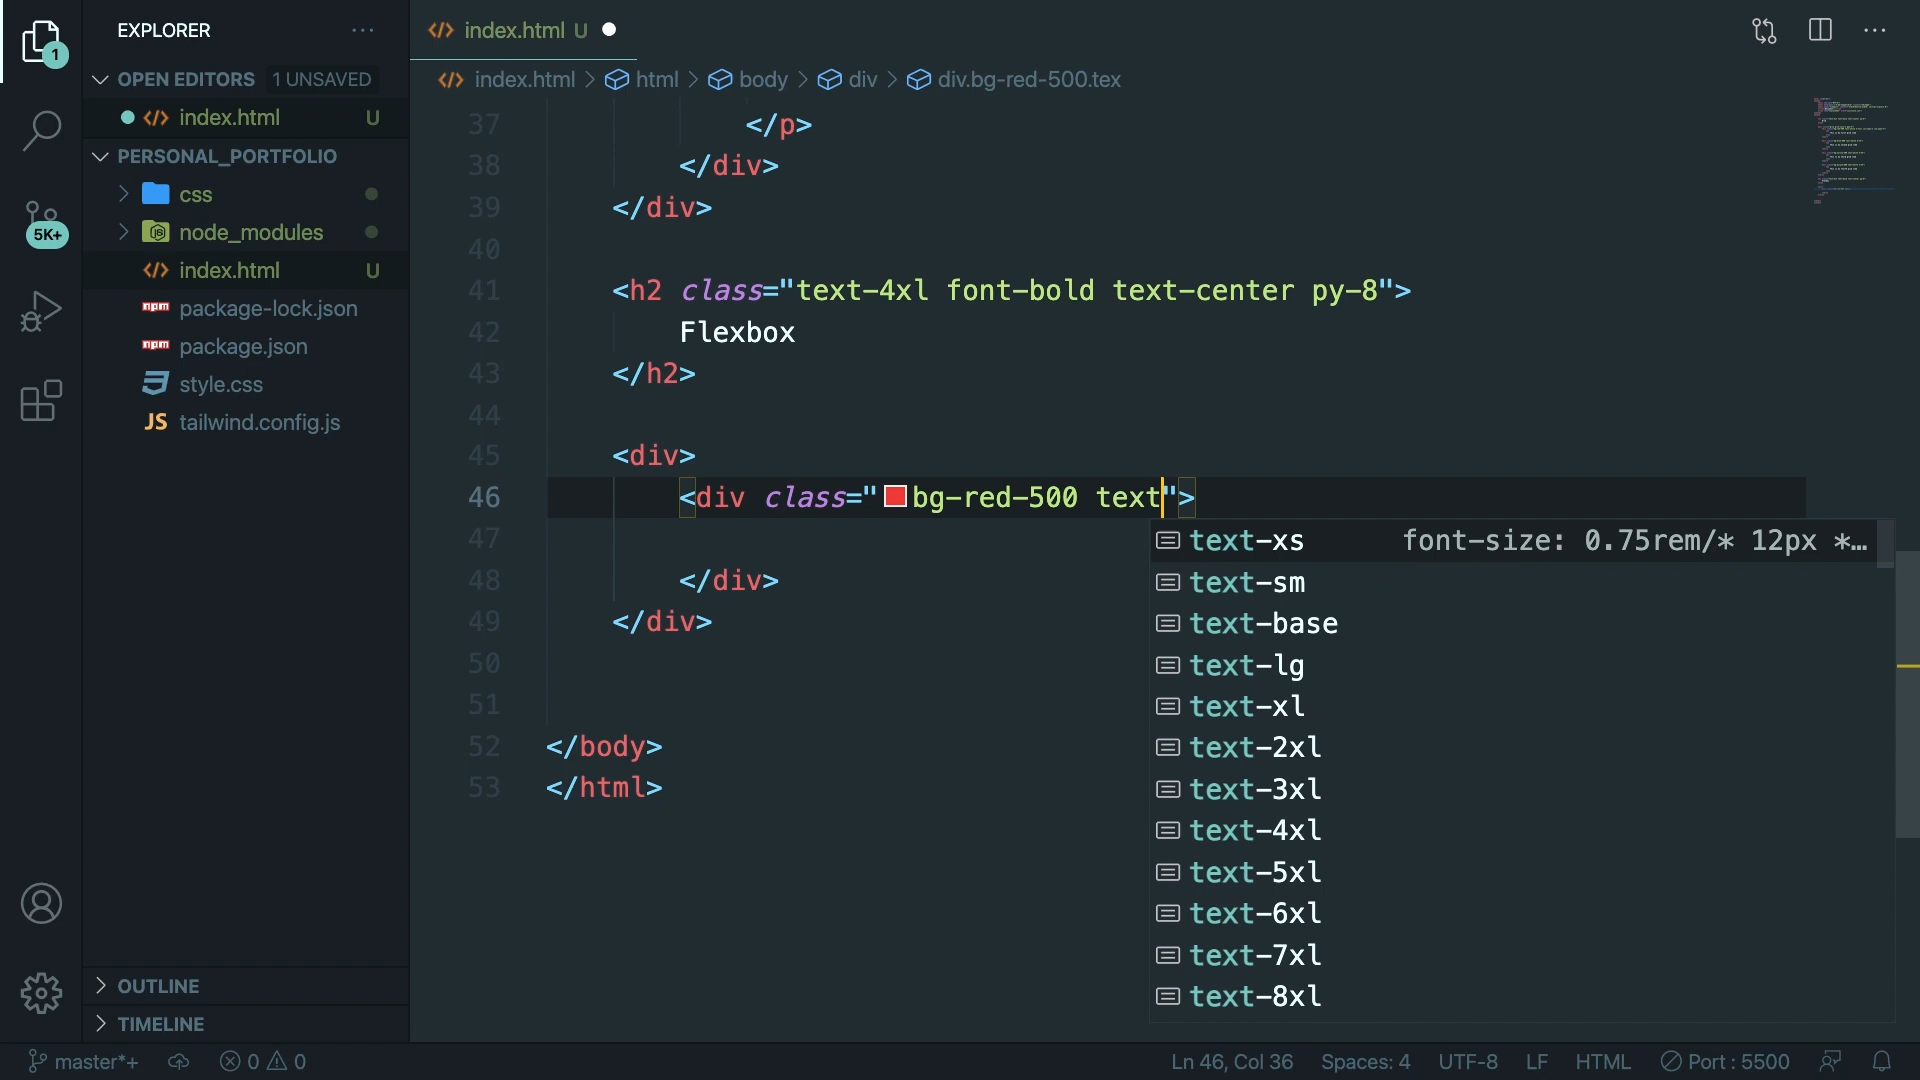 EXPLORER
1
OPEN EDITORS 1 UNSAVED
index.html U
PERSONAL_PORTFOLIO
css
node_modules
index.html U
package-lock.json
package.json
style.css
JS tailwind.config.js
5K+
OUTLINE
TIMELINE
index.html U
index.html html body div div.bg-red-500.tex
37 </p>
38 </div>
39 </div>
40
41 <h2 class="text-4xl font-bold text-center py-8">
42 Flexbox
43 </h2>
44
45 <div>
46 <div class="bg-red-500 text">
47
48 </div>
49 </div>
50
51
52 </body>
53 </html>
text-xs font-size: 0.75rem/* 12px *…
text-sm
text-base
text-lg
text-xl
text-2xl
text-3xl
text-4xl
text-5xl
text-6xl
text-7xl
text-8xl
master*+ 0 0 Ln 46, Col 36 Spaces: 4 UTF-8 LF HTML Port : 5500